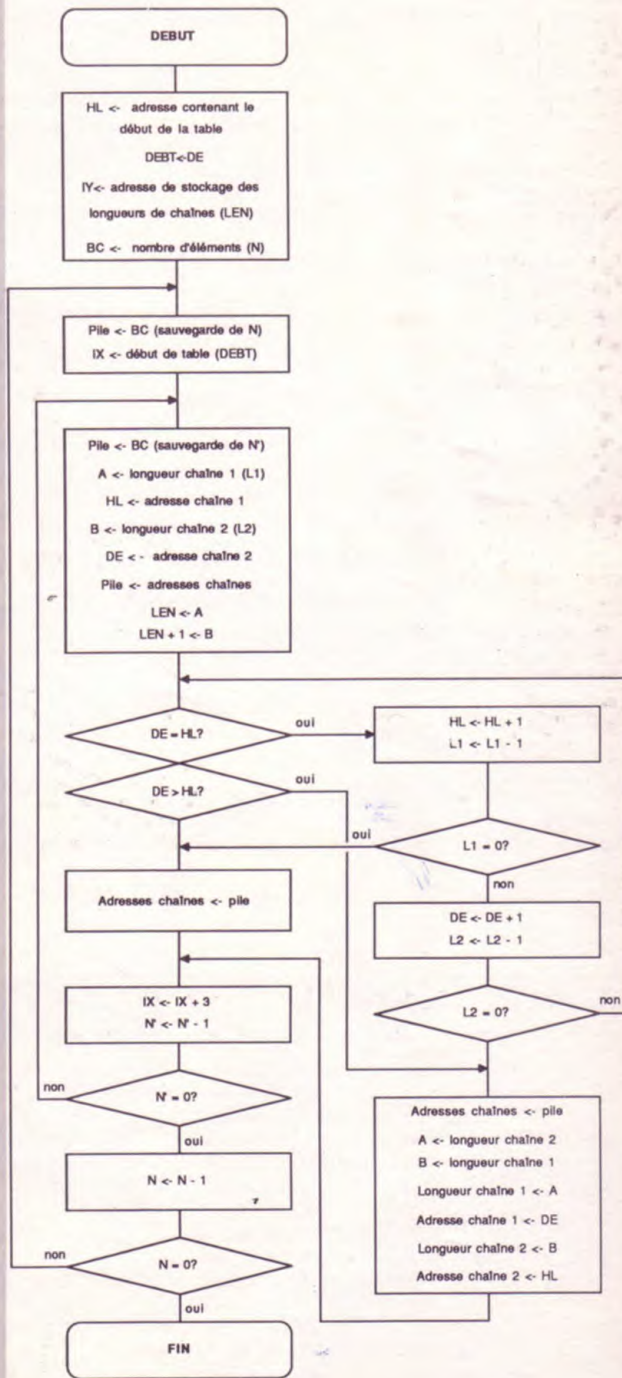 DEBUT
HL <- adresse contenant le
début de la table
DEBT<-DE
IY<- adresse de stockage des
longueurs de chaînes (LEN)
BC <- nombre d'éléments (N)
Pile <- BC (sauvegarde de N)
IX <- début de table (DEBT)
Pile <- BC (sauvegarde de N')
A <- longueur chaîne 1 (L1)
HL <- adresse chaîne 1
B <- longueur chaîne 2 (L2)
DE <- adresse chaîne 2
Pile <- adresses chaînes
LEN <- A
LEN + 1 <- B
DE = HL?
oui
HL <- HL + 1
L1 <- L1 - 1
DE > HL?
oui
oui
L1 = 0?
non
Adresses chaînes <- pile
DE <- DE + 1
L2 <- L2 - 1
IX <- IX + 3
N' <- N' - 1
L2 = 0?
non
non
N' = 0?
oui
Adresses chaînes <- pile
A <- longueur chaîne 2
B <- longueur chaîne 1
Longueur chaîne 1 <- A
Adresse chaîne 1 <- DE
Longueur chaîne 2 <- B
Adresse chaîne 2 <- HL
N <- N - 1
non
N = 0?
oui
FIN